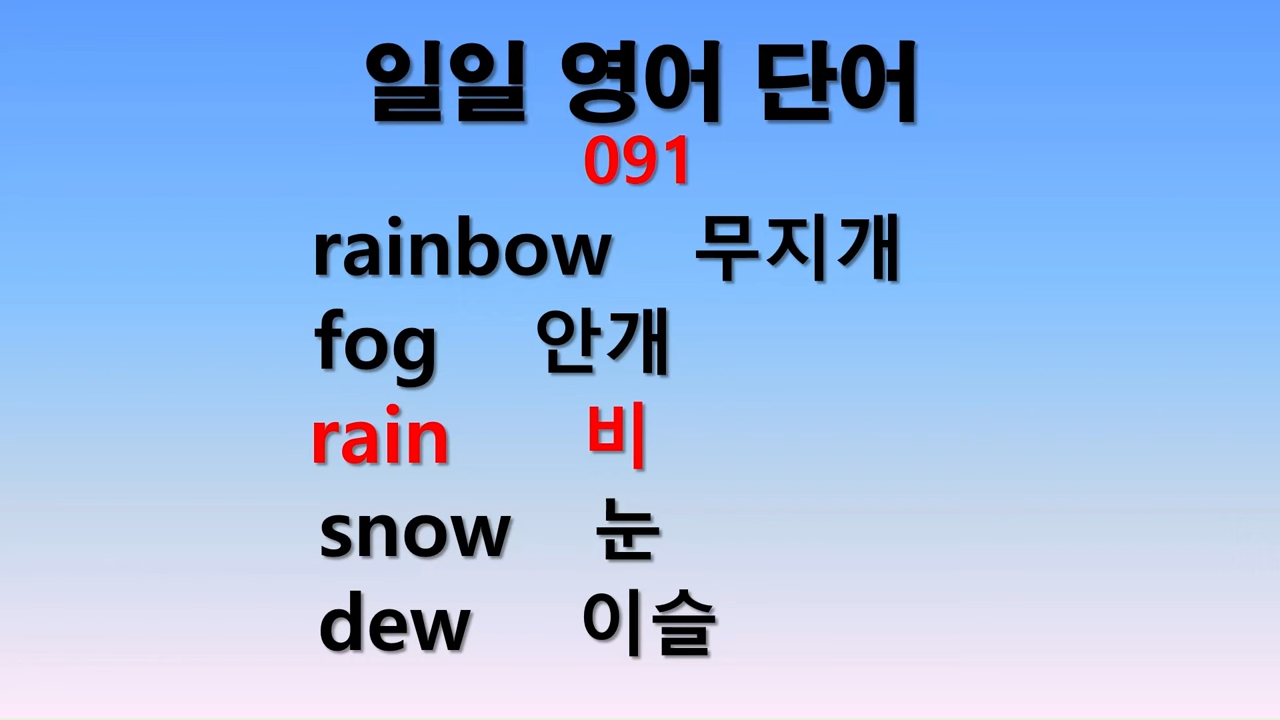 일일 영어 단어
091
rainbow 무지개
fog 안개
rain 비
snow 눈
dew 이슬